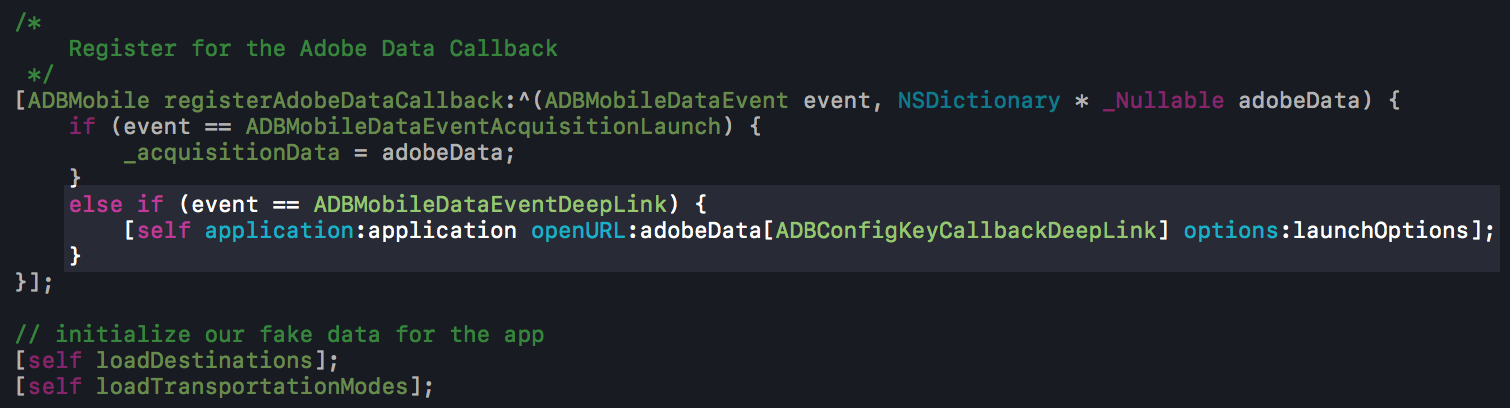 /*
    Register for the Adobe Data Callback
 */
[ADBMobile registerAdobeDataCallback:^(ADBMobileDataEvent event, NSDictionary * _Nullable adobeData) {
    if (event == ADBMobileDataEventAcquisitionLaunch) {
        _acquisitionData = adobeData;
    }
    else if (event == ADBMobileDataEventDeepLink) {
        [self application:application openURL:adobeData[ADBConfigKeyCallbackDeepLink] options:launchOptions];
    }
}];

// initialize our fake data for the app
[self loadDestinations];
[self loadTransportationModes];